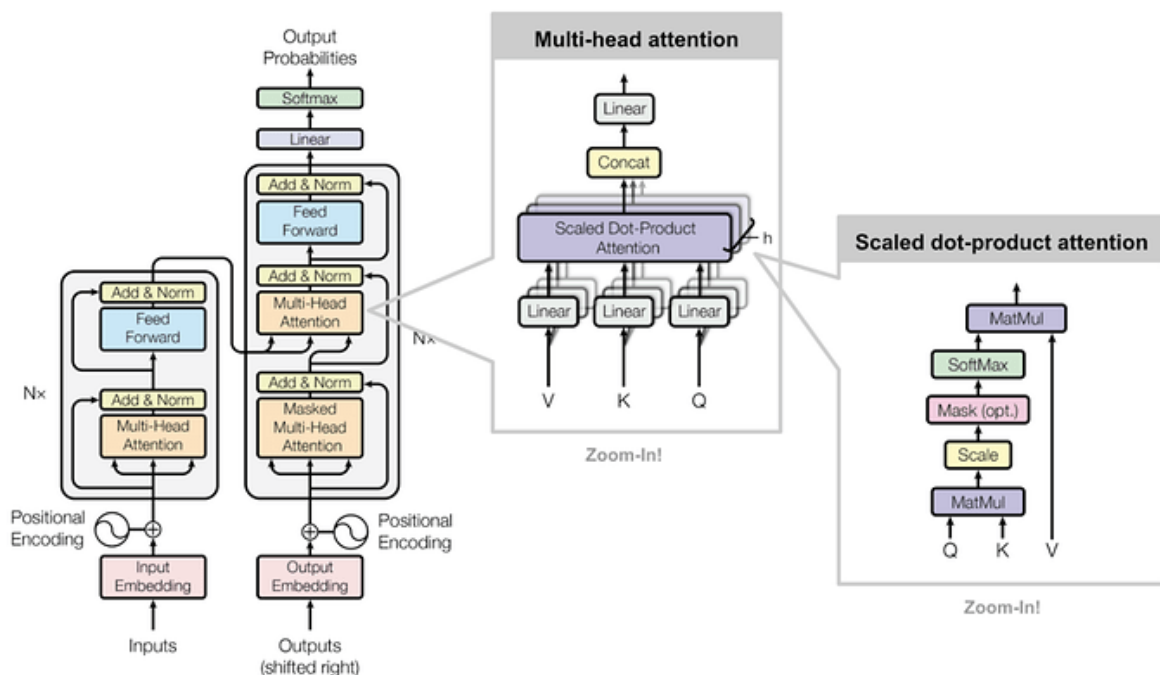 Output
Probabilities
Softmax
Linear
Add & Norm
Feed
Forward
Add & Norm
Multi-Head
Attention
Nx
Add & Norm
Masked
Multi-Head
Attention
Add & Norm
Feed
Forward
Nx
Add & Norm
Multi-Head
Attention
Positional
Encoding
Positional
Encoding
Input
Embedding
Output
Embedding
Inputs
Outputs
(shifted right)
Multi-head attention
Linear
Concat
Scaled Dot-Product
Attention
h
Linear
Linear
Linear
V
K
Q
Zoom-In!
Scaled dot-product attention
MatMul
SoftMax
Mask (opt.)
Scale
MatMul
Q
K
V
Zoom-In!